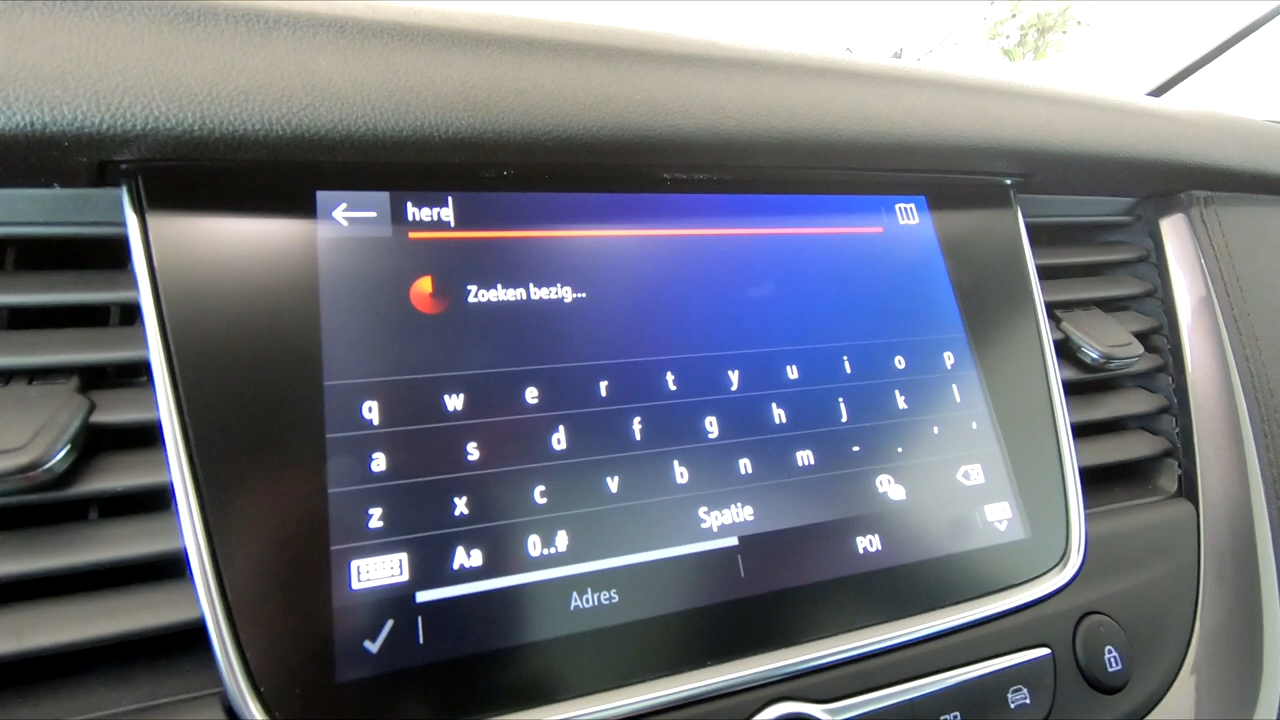 here
Zoeken bezig...
q w e r t y u i o p
a s d f g h j k l
z x c v b n m - . , '
Aa 0..# Spatie
Adres POI